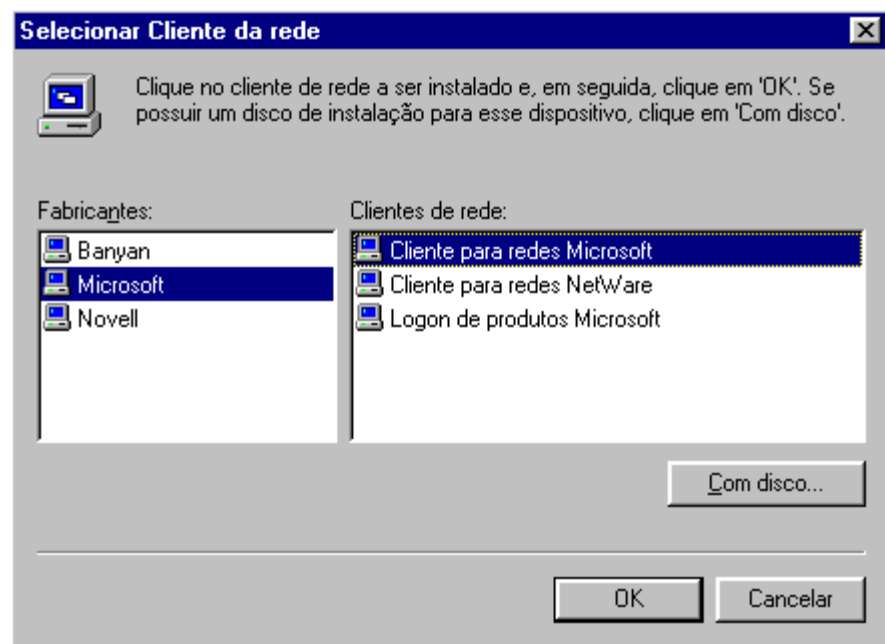 Selecionar Cliente da rede
Clique no cliente de rede a ser instalado e, em seguida, clique em 'OK'. Se
possuir um disco de instalação para esse dispositivo, clique em 'Com disco'.
Fabricantes:
Banyan
Microsoft
Novell
Clientes de rede:
Cliente para redes Microsoft
Cliente para redes NetWare
Logon de produtos Microsoft
Com disco...
OK
Cancelar